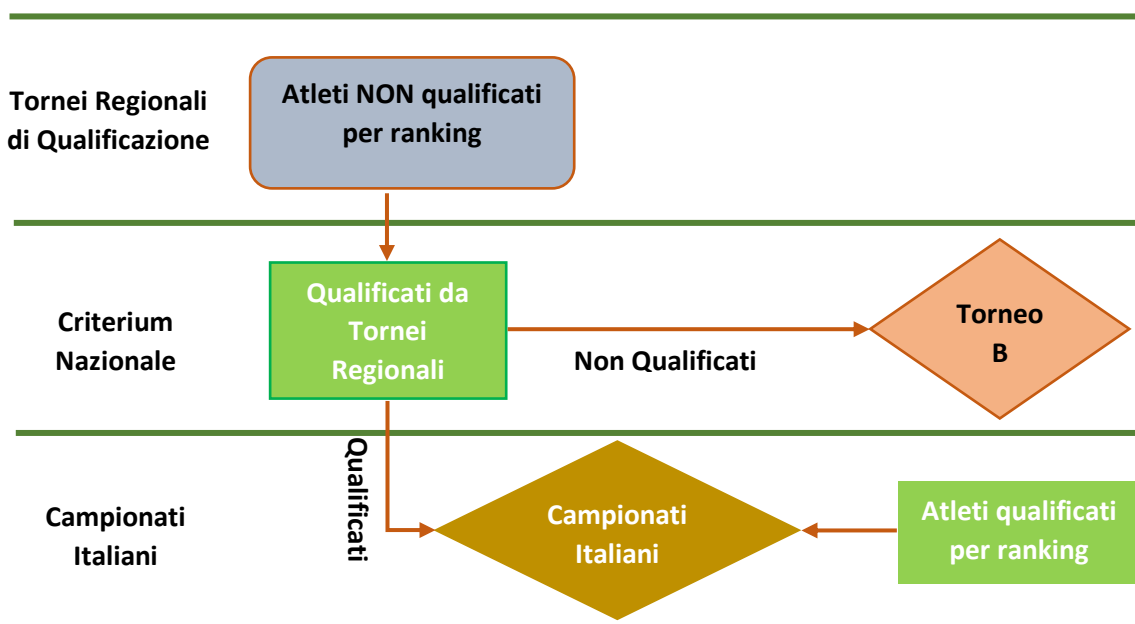 Tornei Regionali
di Qualificazione
Atleti NON qualificati
per ranking
Criterium
Nazionale
Qualificati da
Tornei
Regionali
Non Qualificati
Torneo
B
Qualificati
Campionati
Italiani
Campionati
Italiani
Atleti qualificati
per ranking